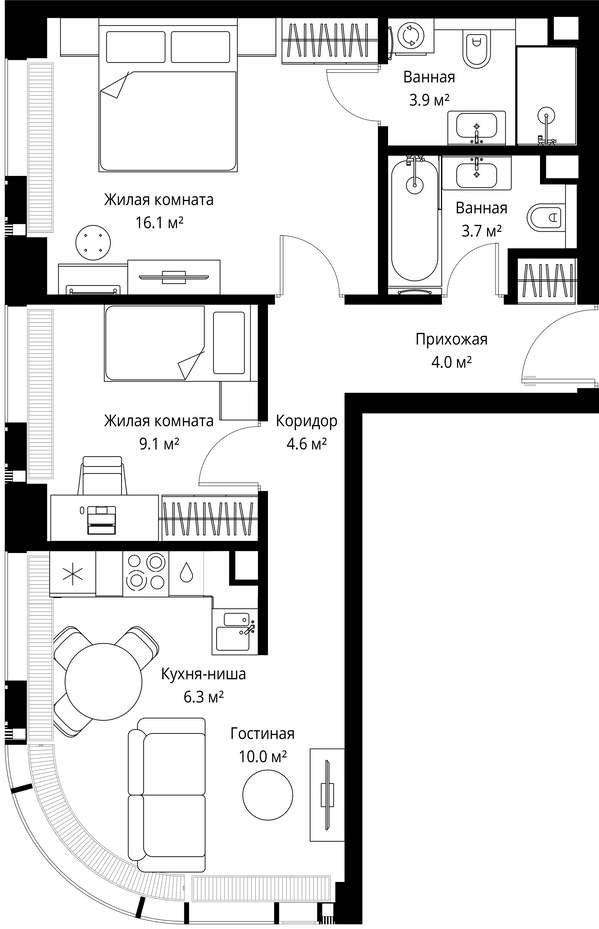 Ванная
3.9 м²
Жилая комната
16.1 м²
Ванная
3.7 м²
Прихожая
4.0 м²
Жилая комната
9.1 м²
Коридор
4.6 м²
Кухня-ниша
6.3 м²
Гостиная
10.0 м²